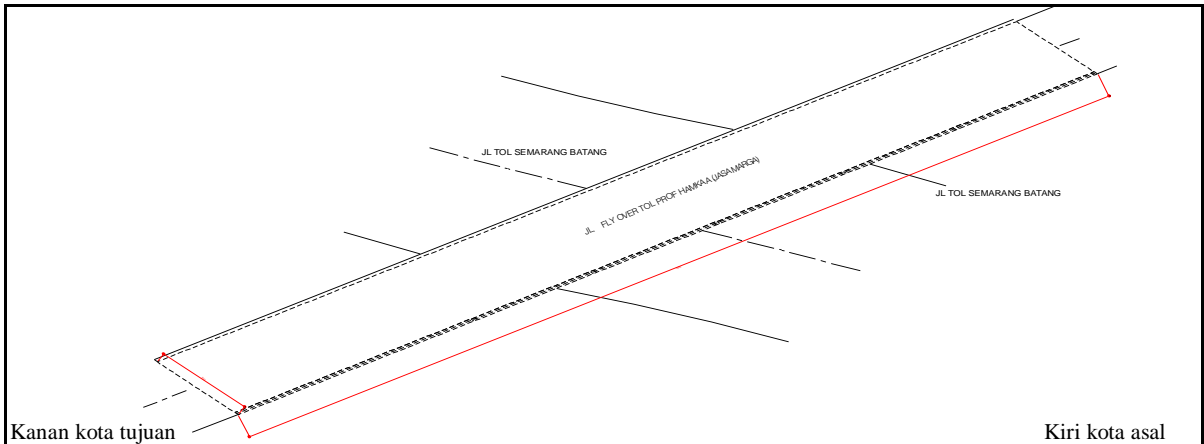 JL TOL SEMARANG BATANG
JL FLY OVER TOL PROF HAMKA A (JASA MARGA)
JL TOL SEMARANG BATANG
Kanan kota tujuan
Kiri kota asal